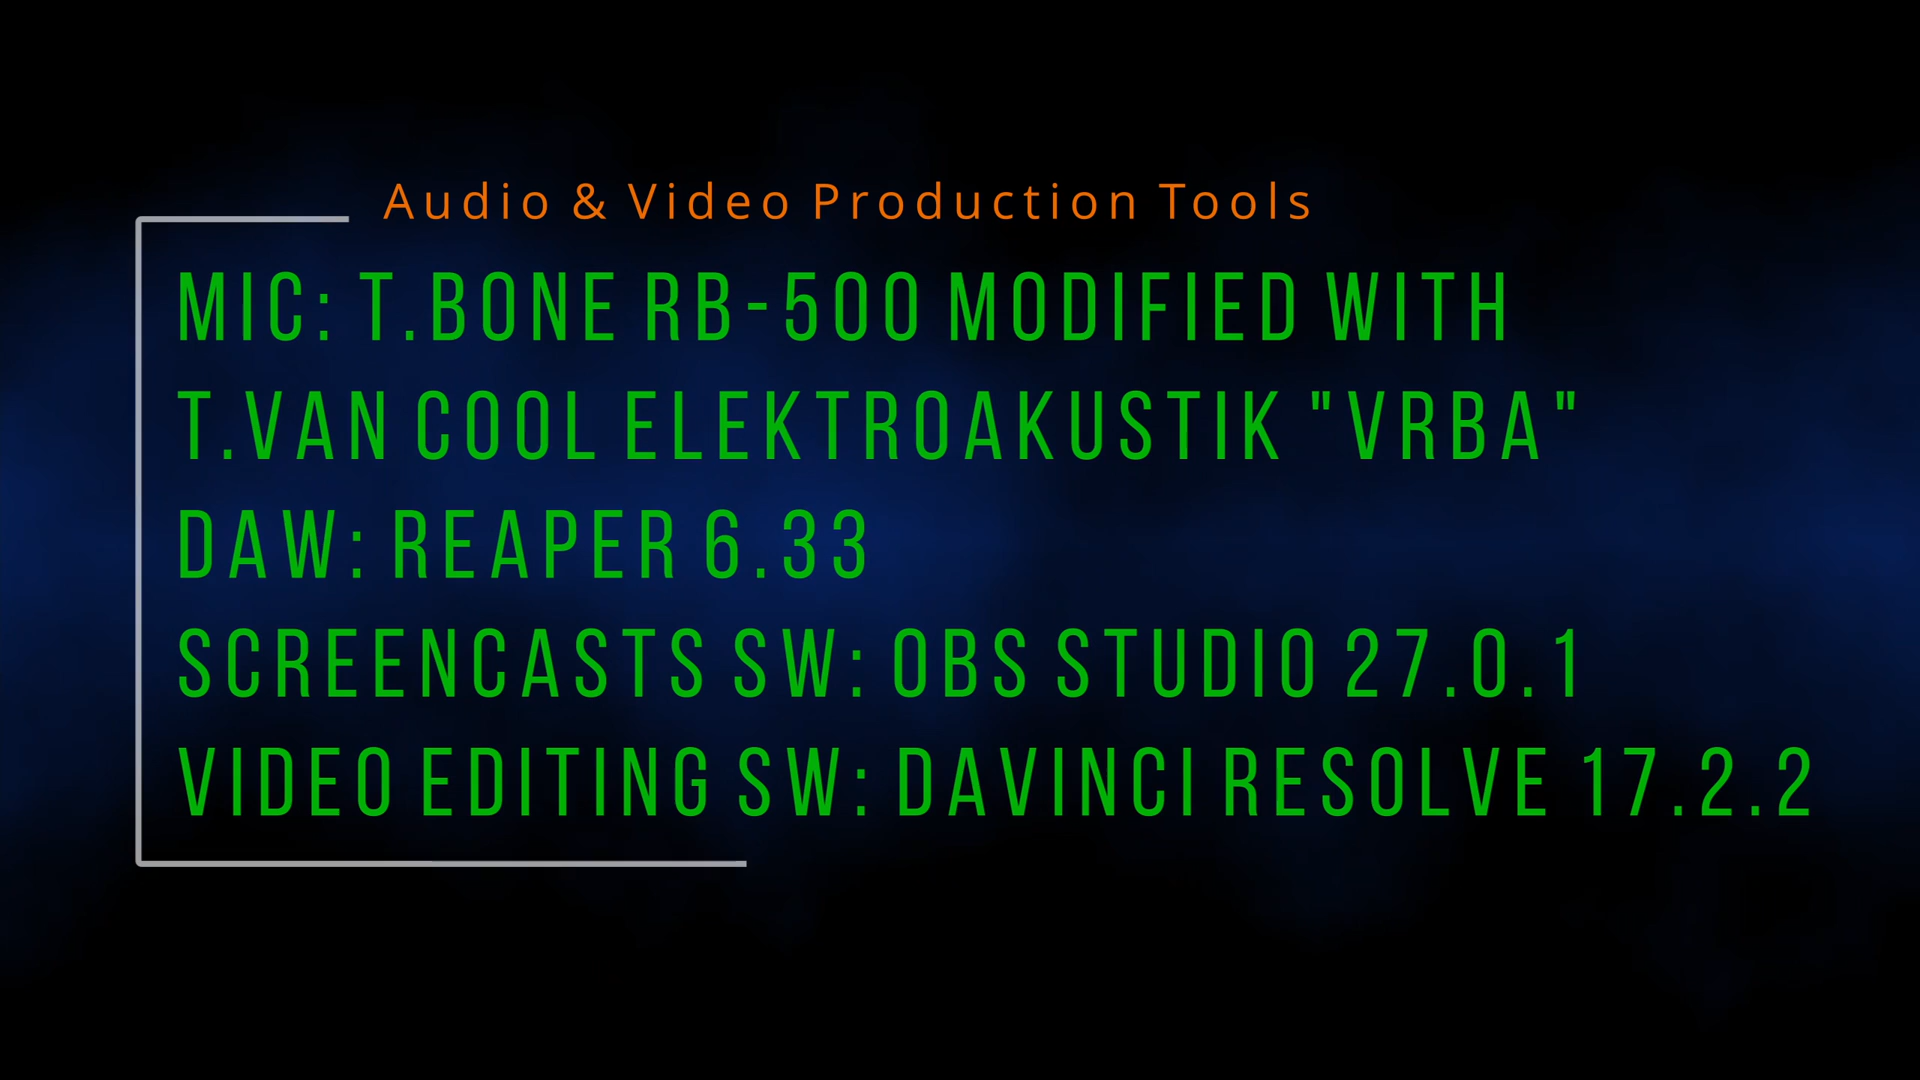 Audio & Video Production Tools
MIC: T.BONE RB-500 MODIFIED WITH
T.VAN COOL ELEKTROAKUSTIK "VRBA"
DAW: REAPER 6.33
SCREENCASTS SW: OBS STUDIO 27.0.1
VIDEO EDITING SW: DAVINCI RESOLVE 17.2.2